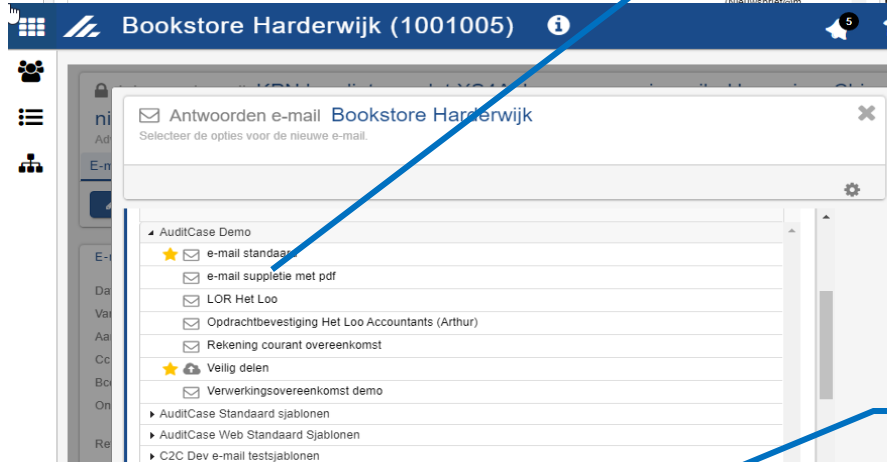 Bookstore Harderwijk (1001005)
5
Antwoorden e-mail Bookstore Harderwijk
Selecteer de opties voor de nieuwe e-mail.
AuditCase Demo
e-mail standaard
e-mail suppletie met pdf
LOR Het Loo
Opdrachtbevestiging Het Loo Accountants (Arthur)
Rekening courant overeenkomst
Veilig delen
Verwerkingsovereenkomst demo
AuditCase Standaard sjablonen
AuditCase Web Standaard Sjablonen
C2C Dev e-mail testsjablonen